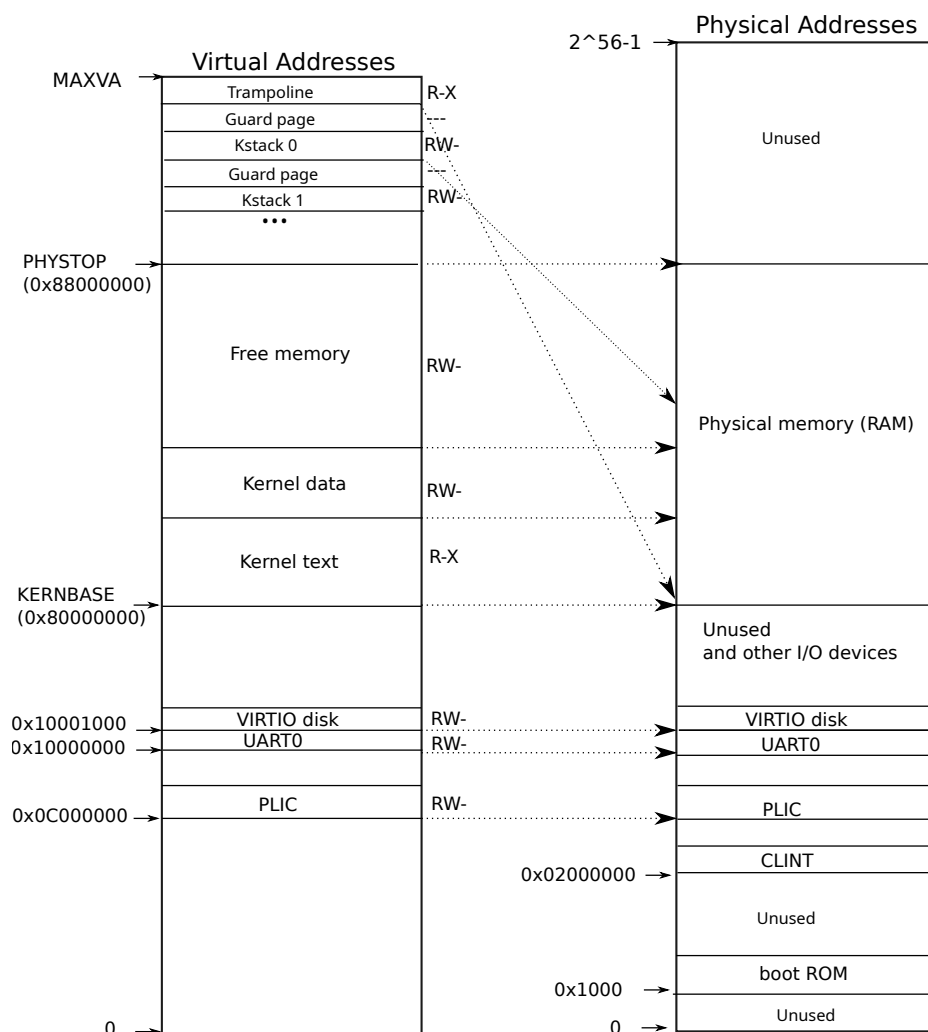 Physical Addresses
2^56-1
Virtual Addresses
MAXVA
Trampoline
R-X
Guard page
---
Unused
Kstack 0
RW-
Guard page
---
Kstack 1
RW-
...
PHYSTOP
(0x88000000)
Free memory
RW-
Physical memory (RAM)
Kernel data
RW-
Kernel text
R-X
KERNBASE
(0x80000000)
Unused
and other I/O devices
0x10001000
VIRTIO disk
RW-
VIRTIO disk
0x10000000
UART0
RW-
UART0
0x0C000000
PLIC
RW-
PLIC
CLINT
0x02000000
Unused
boot ROM
0x1000
Unused
0
0